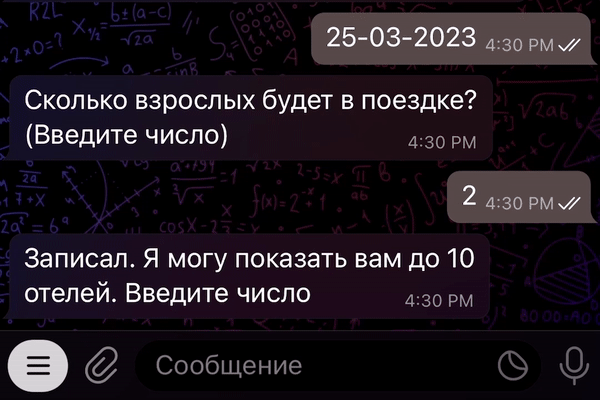 25-03-2023 4:30 PM
Сколько взрослых будет в поездке?
(Введите число) 4:30 PM
2 4:30 PM
Записал. Я могу показать вам до 10
отелей. Введите число 4:30 PM
Сообщение